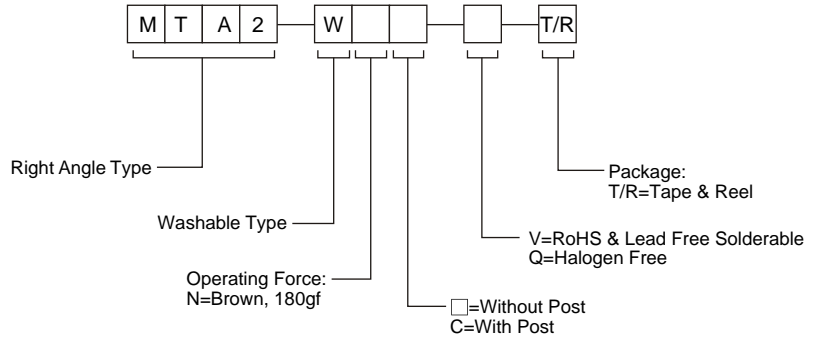 M T A 2 W T/R
Right Angle Type
Package:
T/R=Tape & Reel
Washable Type
V=RoHS & Lead Free Solderable
Q=Halogen Free
Operating Force:
N=Brown, 180gf
□=Without Post
C=With Post